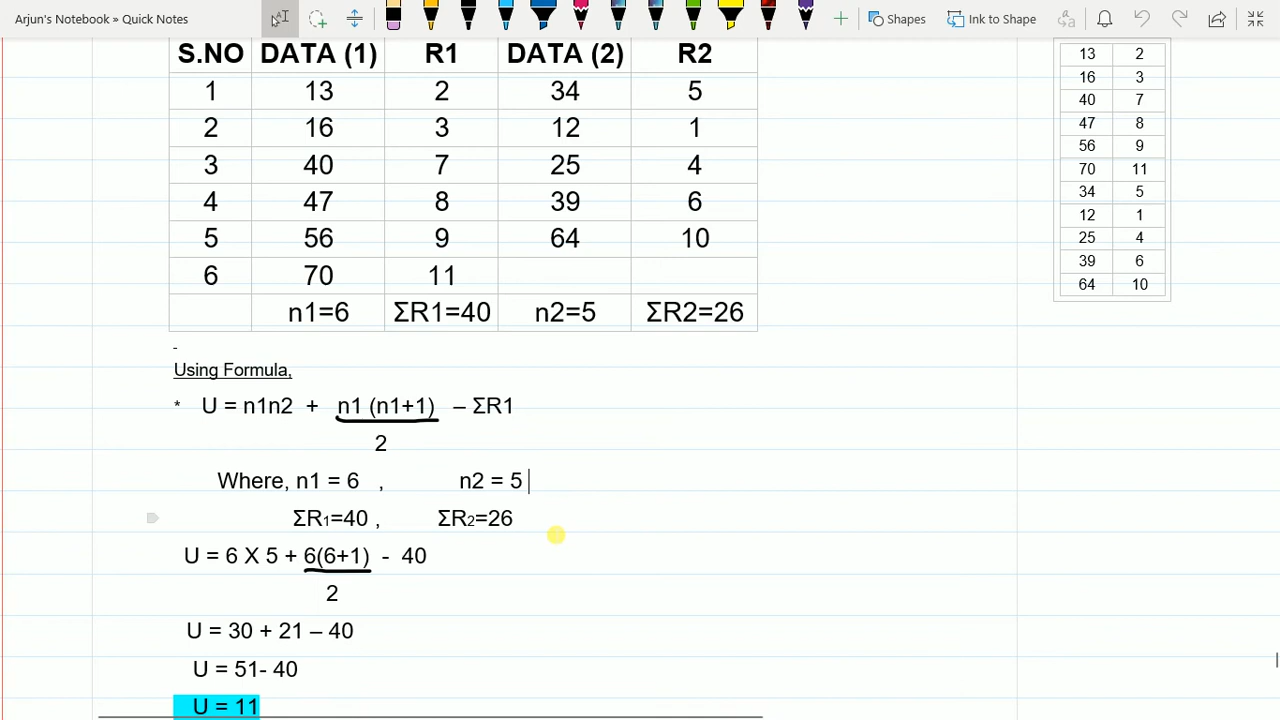 Arjun's Notebook » Quick Notes
Shapes
Ink to Shape
S.NO DATA (1) R1 DATA (2) R2
1 13 2 34 5
2 16 3 12 1
3 40 7 25 4
4 47 8 39 6
5 56 9 64 10
6 70 11
n1=6 ΣR1=40 n2=5 ΣR2=26
13 2
16 3
40 7
47 8
56 9
70 11
34 5
12 1
25 4
39 6
64 10
-
Using Formula,
* U = n1n2 + n1 (n1+1) – ΣR1
2
Where, n1 = 6 , n2 = 5
ΣR1=40 , ΣR2=26
U = 6 X 5 + 6(6+1) - 40
2
U = 30 + 21 – 40
U = 51- 40
U = 11